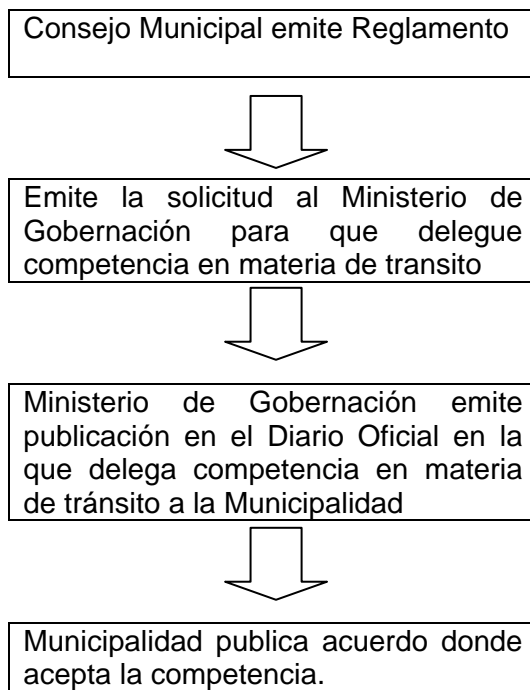 Consejo Municipal emite Reglamento
Emite la solicitud al Ministerio de
Gobernación para que delegue
competencia en materia de transito
Ministerio de Gobernación emite
publicación en el Diario Oficial en la
que delega competencia en materia
de tránsito a la Municipalidad
Municipalidad publica acuerdo donde
acepta la competencia.